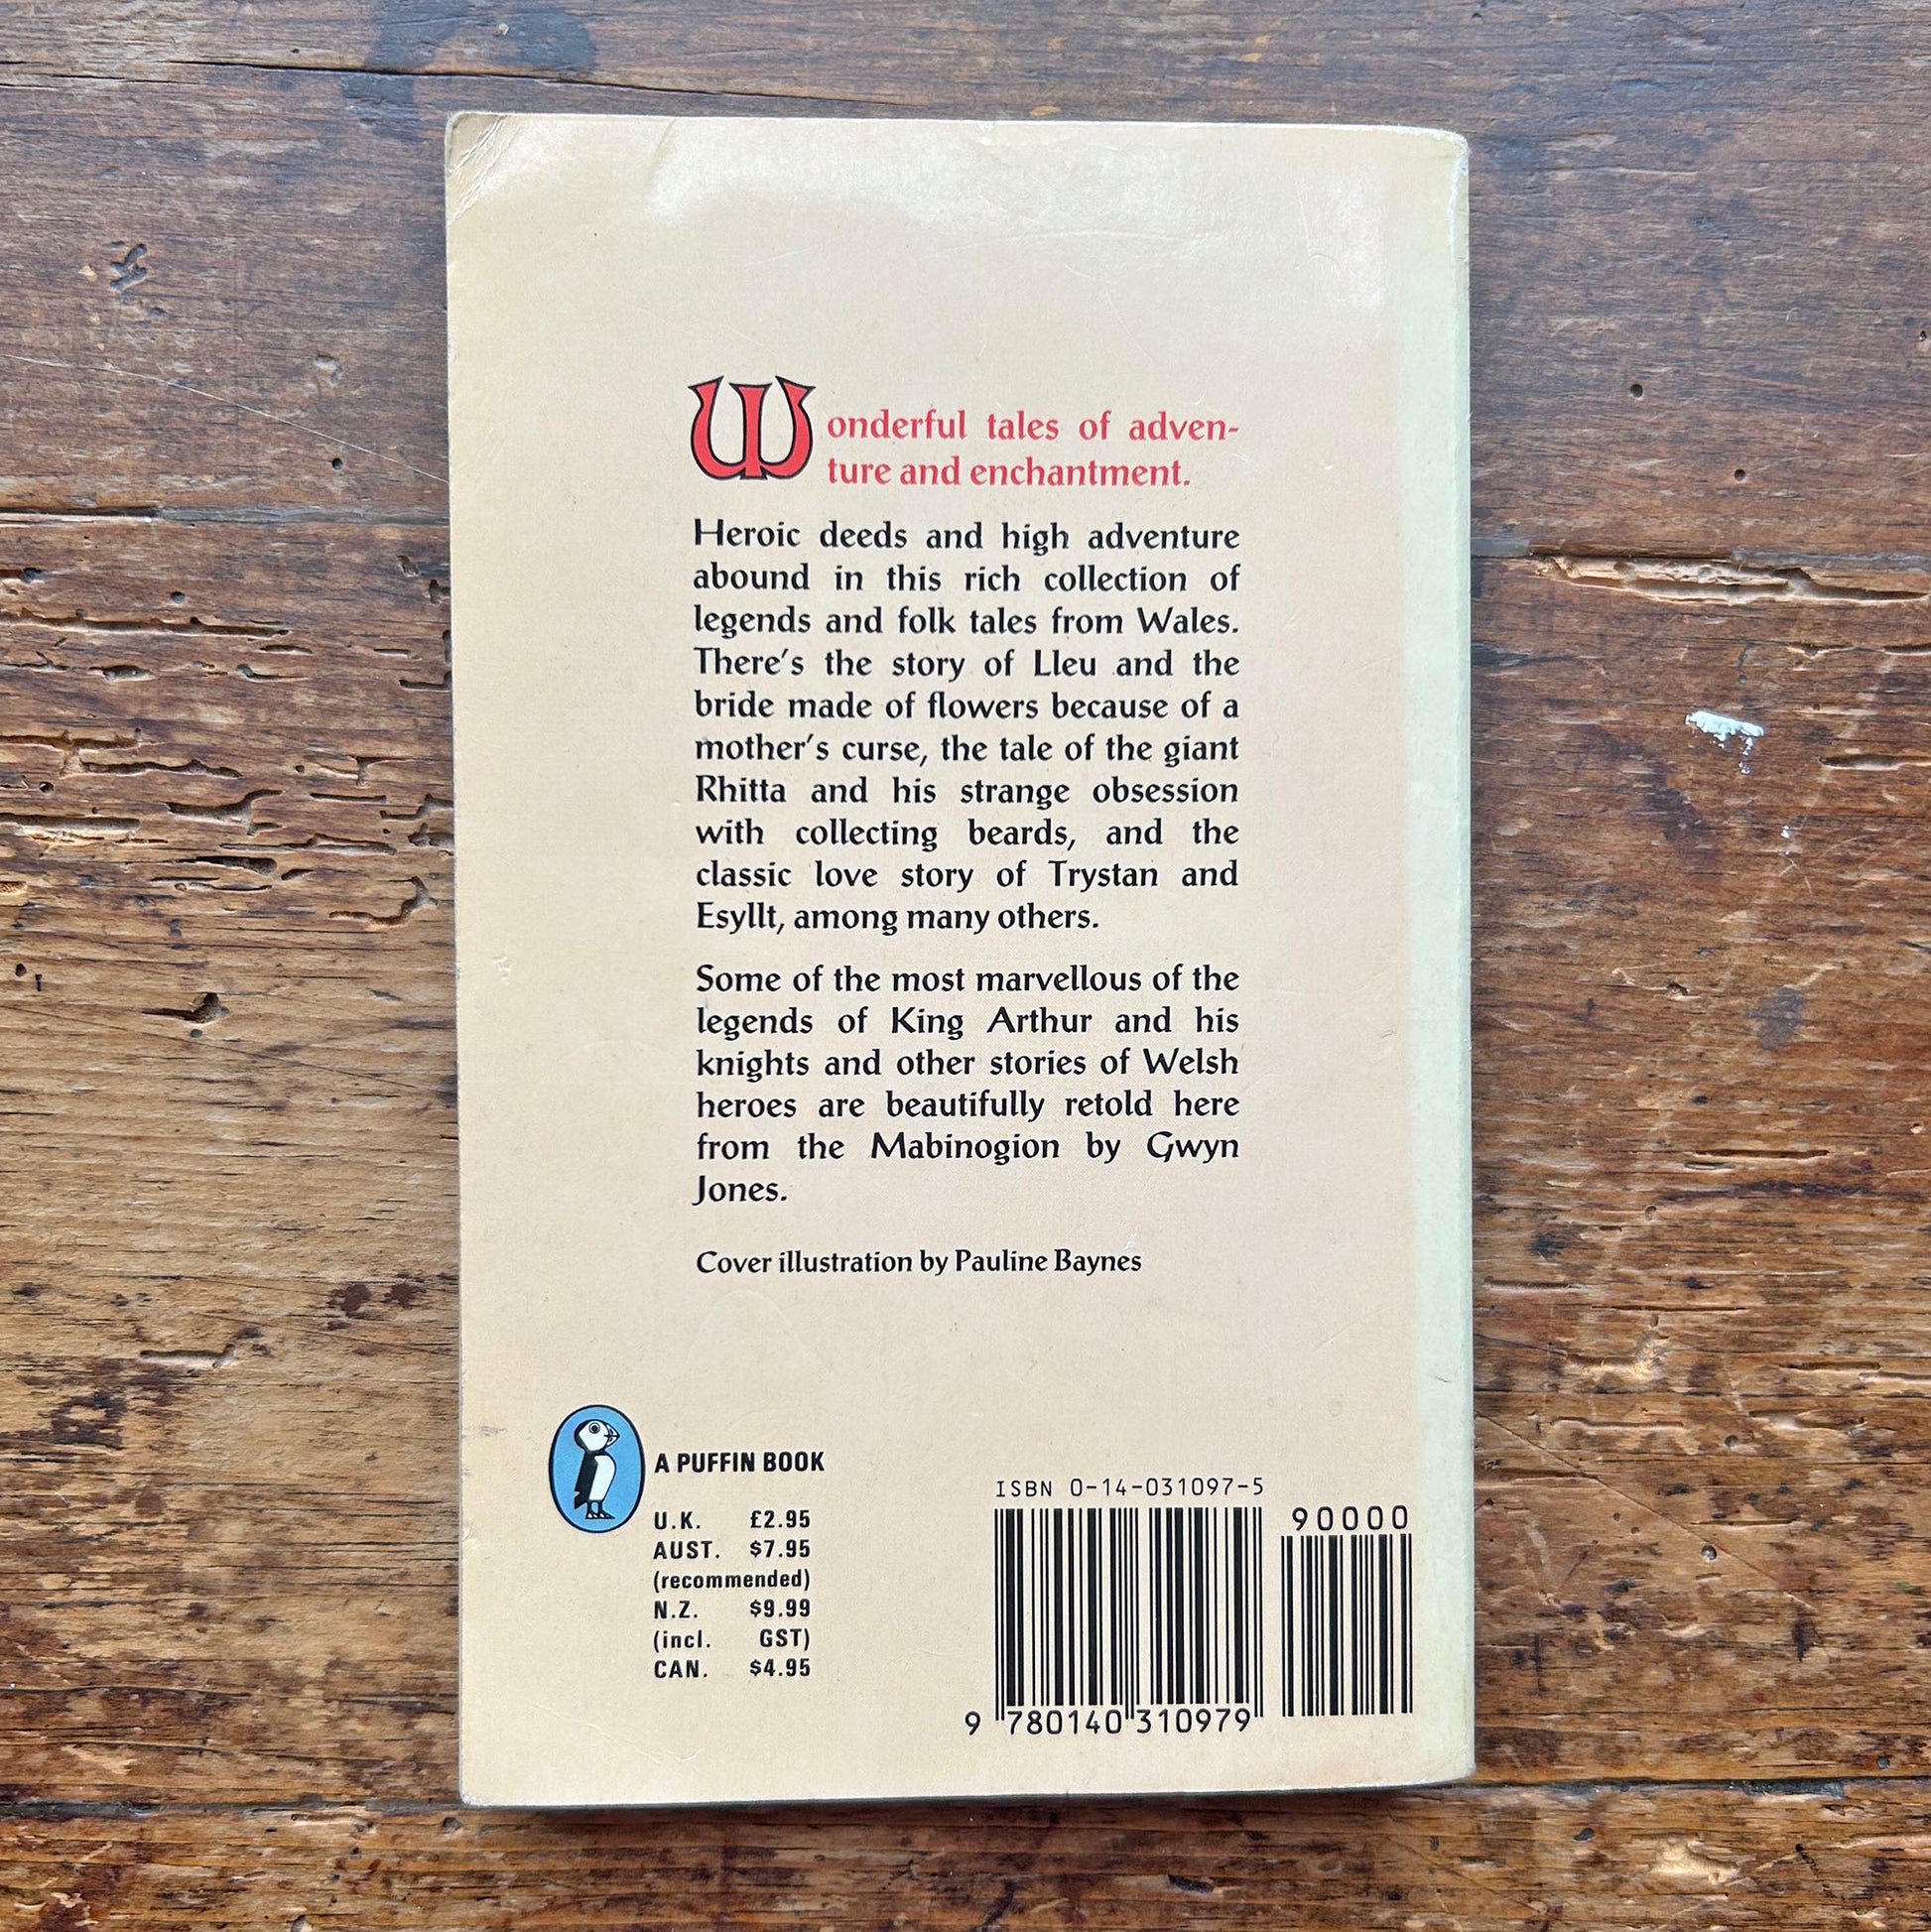 Wonderful tales of adven-
ture and enchantment.
Heroic deeds and high adventure
abound in this rich collection of
legends and folk tales from Wales.
There's the story of Lleu and the
bride made of flowers because of a
mother's curse, the tale of the giant
Rhitta and his strange obsession
with collecting beards, and the
classic love story of Trystan and
Esyllt, among many others.
Some of the most marvellous of the
legends of King Arthur and his
knights and other stories of Welsh
heroes are beautifully retold here
from the Mabinogion by Gwyn
Jones.
Cover illustration by Pauline Baynes
A PUFFIN BOOK
U.K. £2.95
AUST. $7.95
(recommended)
N.Z. $9.99
(incl. GST)
CAN. $4.95
ISBN 0-14-031097-5
90000
9 780140 310979